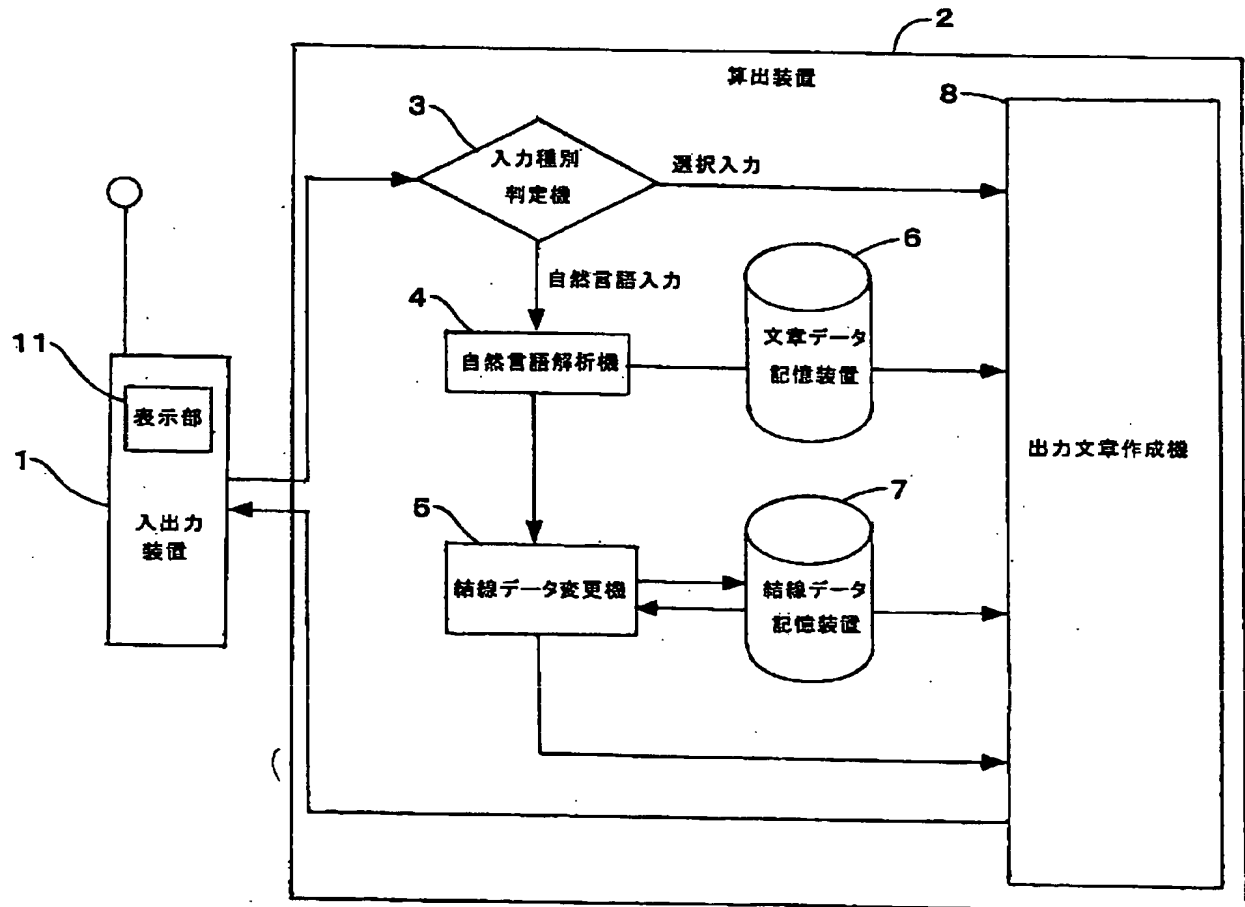 2
算出装置
8
3
入力種別
判定機
選択入力
6
自然言語入力
4
自然言語解析機
文章データ
記憶装置
11
表示部
1
入出力
装置
出力文章作成機
5
結線データ変更機
7
結線データ
記憶装置